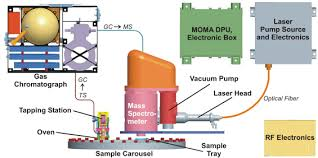 GC → MS
Gas
Chromatograph
GC
TS
MOMA DPU,
Electronic Box
Laser
Pump Source
and Electronics
Vacuum Pump
Laser Head
Optical Fiber
Tapping Station
Mass
Spectro-
meter
Oven
Sample Carousel
Sample
Tray
RF Electronics